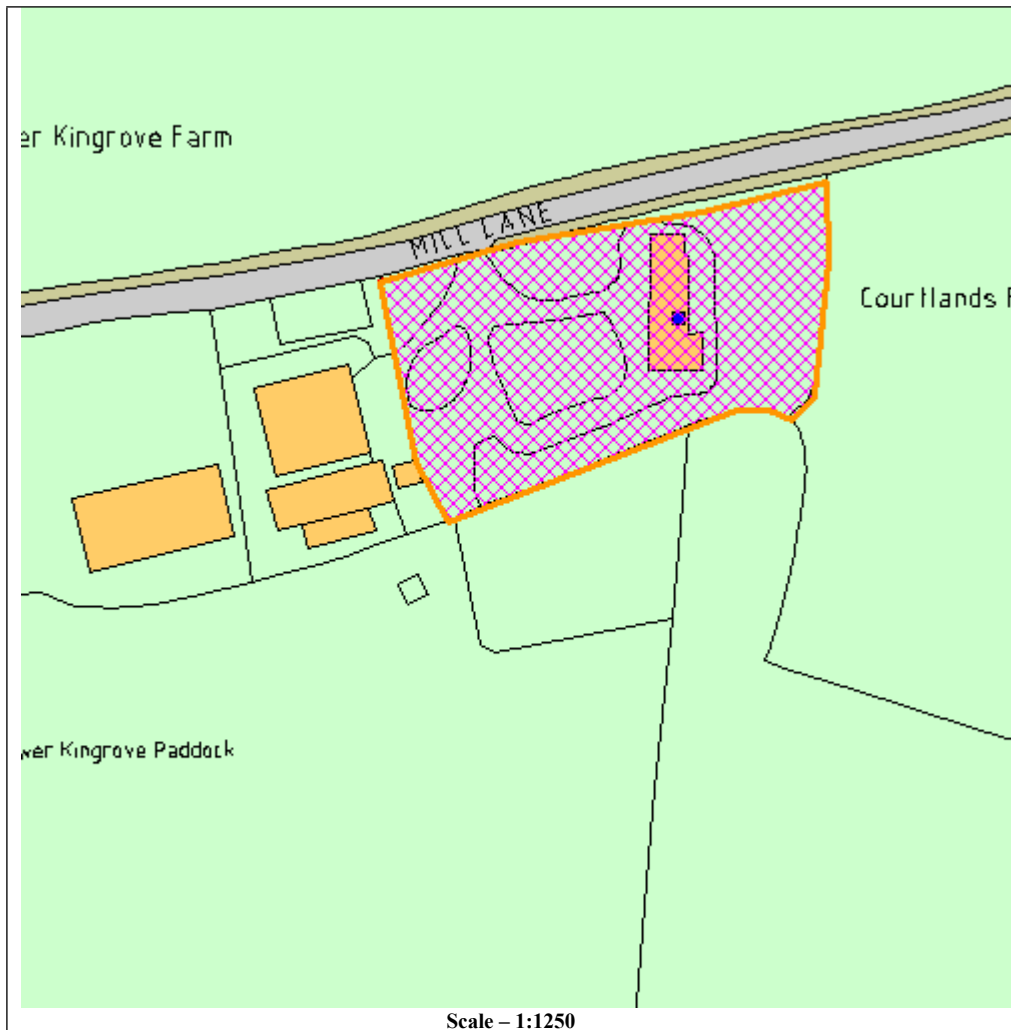 er Kingrove Farm
MILL LANE
Courtlands F
wer Kingrove Paddock
Scale – 1:1250